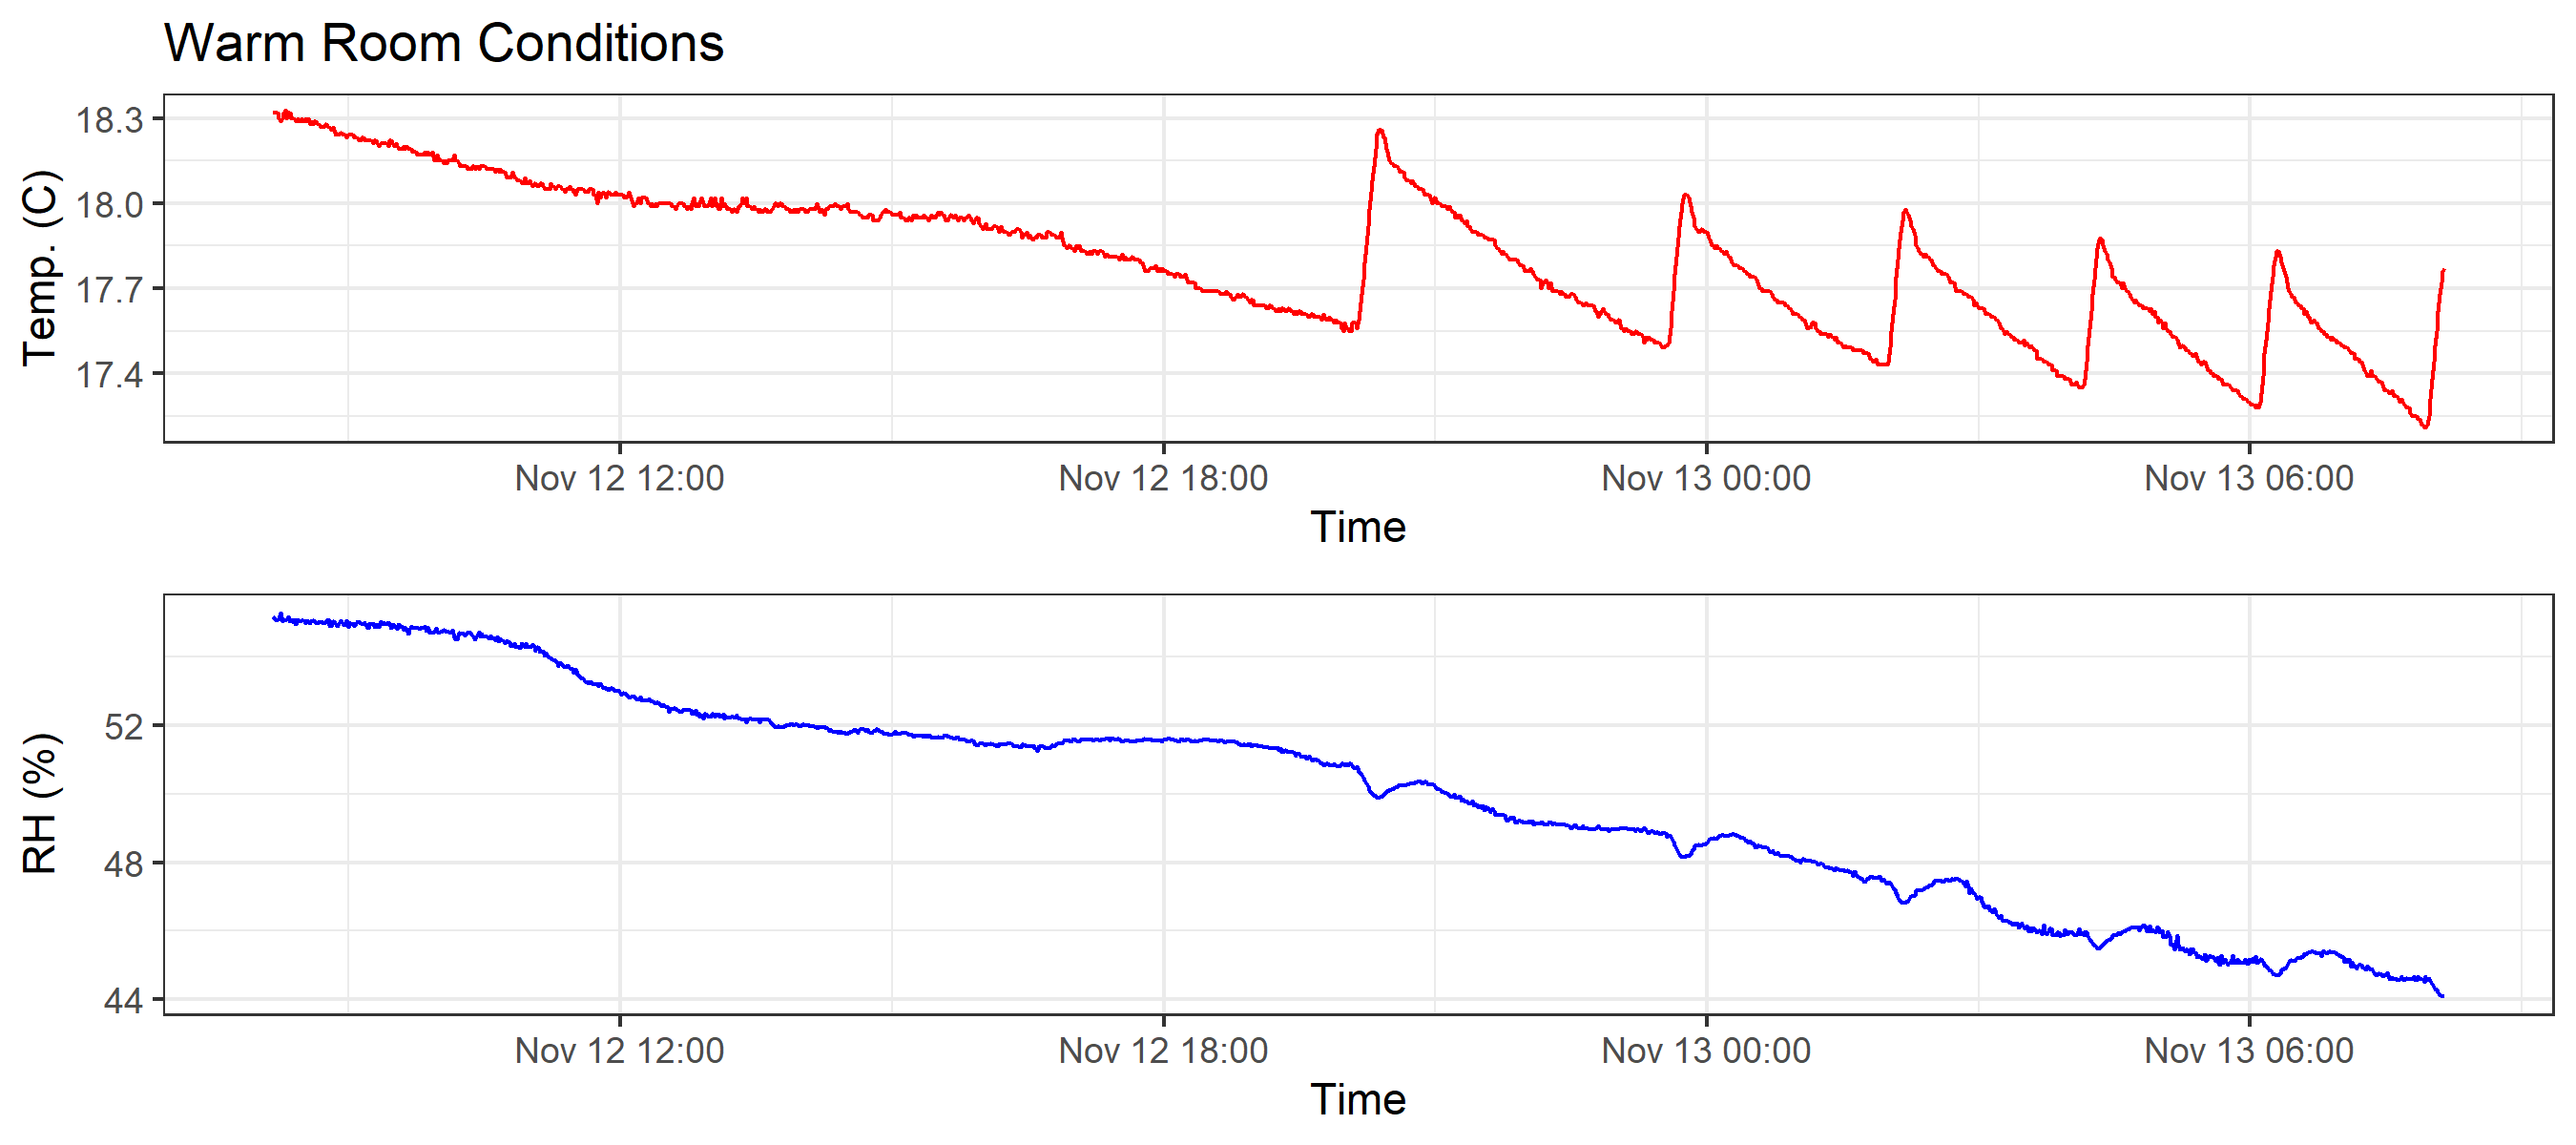 Warm Room Conditions
Temp. (C)
18.3
18.0
17.7
17.4
Nov 12 12:00 Nov 12 18:00 Nov 13 00:00 Nov 13 06:00
Time
RH (%)
52
48
44
Nov 12 12:00 Nov 12 18:00 Nov 13 00:00 Nov 13 06:00
Time